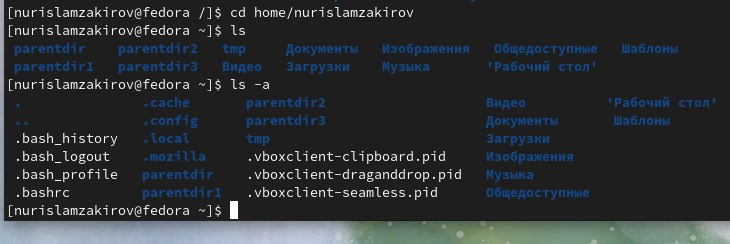 [nurislamzakirov@fedora /]$ cd home/nurislamzakirov
[nurislamzakirov@fedora ~]$ ls
parentdir parentdir2 tmp Документы Изображения Общедоступные Шаблоны
parentdir1 parentdir3 Видео Загрузки Музыка 'Рабочий стол'
[nurislamzakirov@fedora ~]$ ls -a
. .cache parentdir2 Видео 'Рабочий стол'
.. .config parentdir3 Документы Шаблоны
.bash_history .local tmp Загрузки
.bash_logout .mozilla .vboxclient-clipboard.pid Изображения
.bash_profile parentdir .vboxclient-draganddrop.pid Музыка
.bashrc parentdir1 .vboxclient-seamless.pid Общедоступные
[nurislamzakirov@fedora ~]$